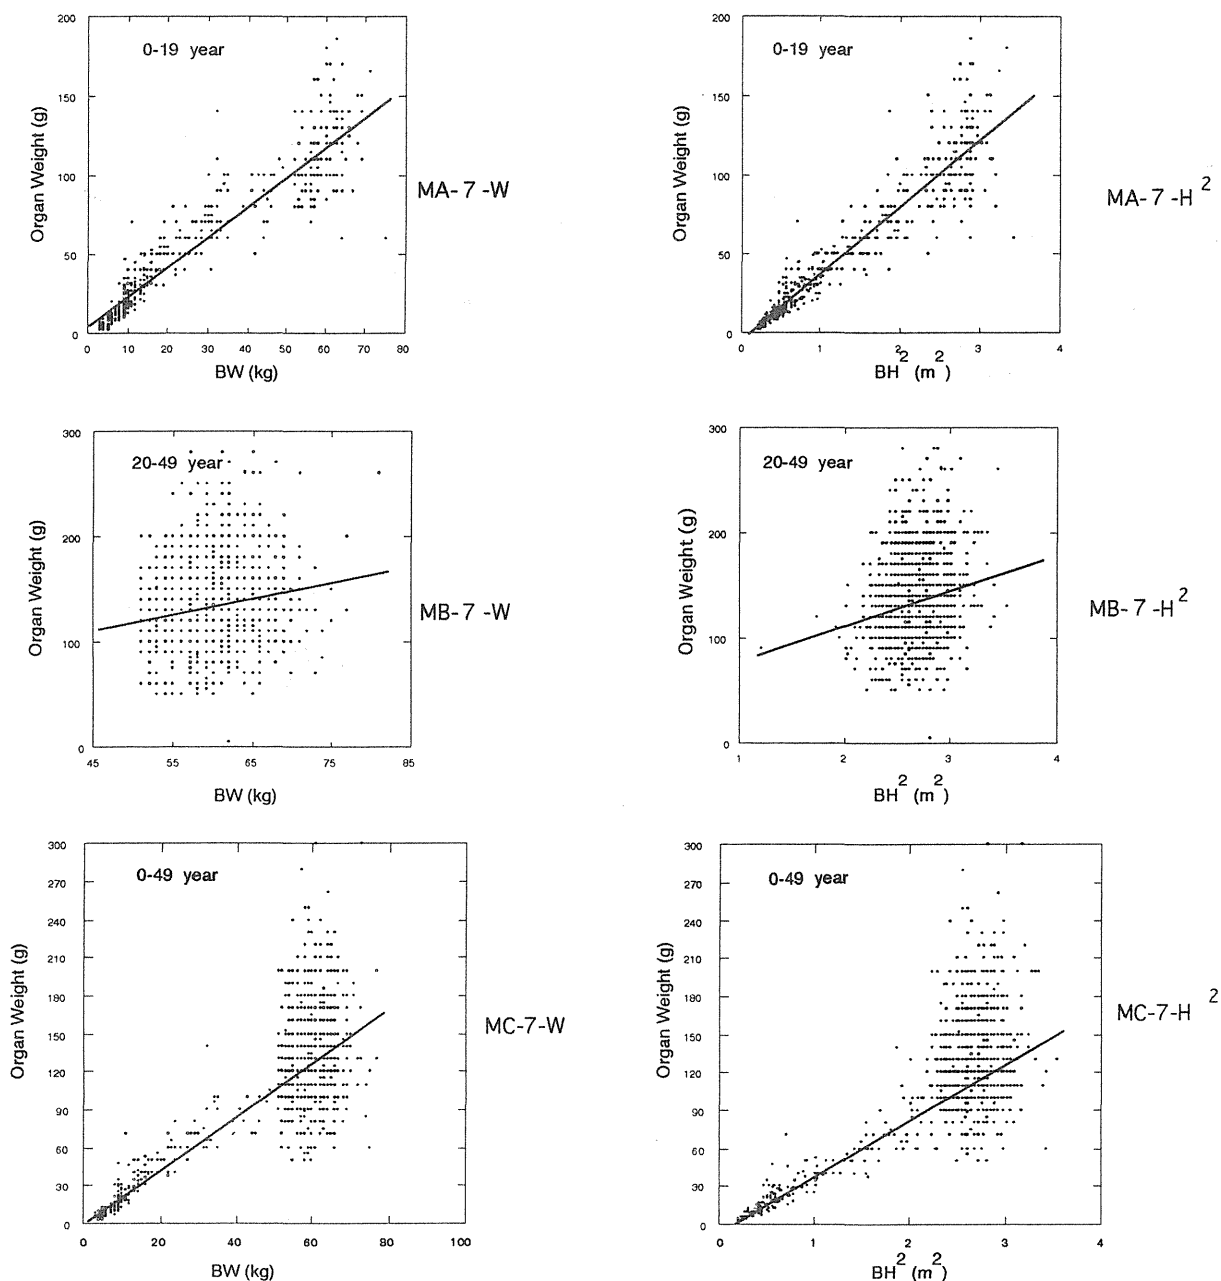 0-19 year
Organ Weight (g)
200
150
100
50
0
0 10 20 30 40 50 60 70 80
BW (kg)
MA-7-W
0-19 year
Organ Weight (g)
200
150
100
50
0
0 1 2 3 4
BH² (m²)
MA-7-H²
20-49 year
Organ Weight (g)
300
200
100
0
45 55 65 75 85
BW (kg)
MB-7-W
20-49 year
Organ Weight (g)
300
200
100
0
1 2 3 4
BH² (m²)
MB-7-H²
0-49 year
Organ Weight (g)
300
270
240
210
180
150
120
90
60
30
0
0 20 40 60 80 100
BW (kg)
MC-7-W
0-49 year
Organ Weight (g)
300
270
240
210
180
150
120
90
60
30
0
0 1 2 3 4
BH² (m²)
MC-7-H²